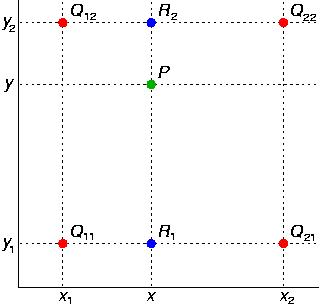 Q₁₂ R₂ Q₂₂
y₂
P
y
Q₁₁ R₁ Q₂₁
y₁
x₁ x x₂